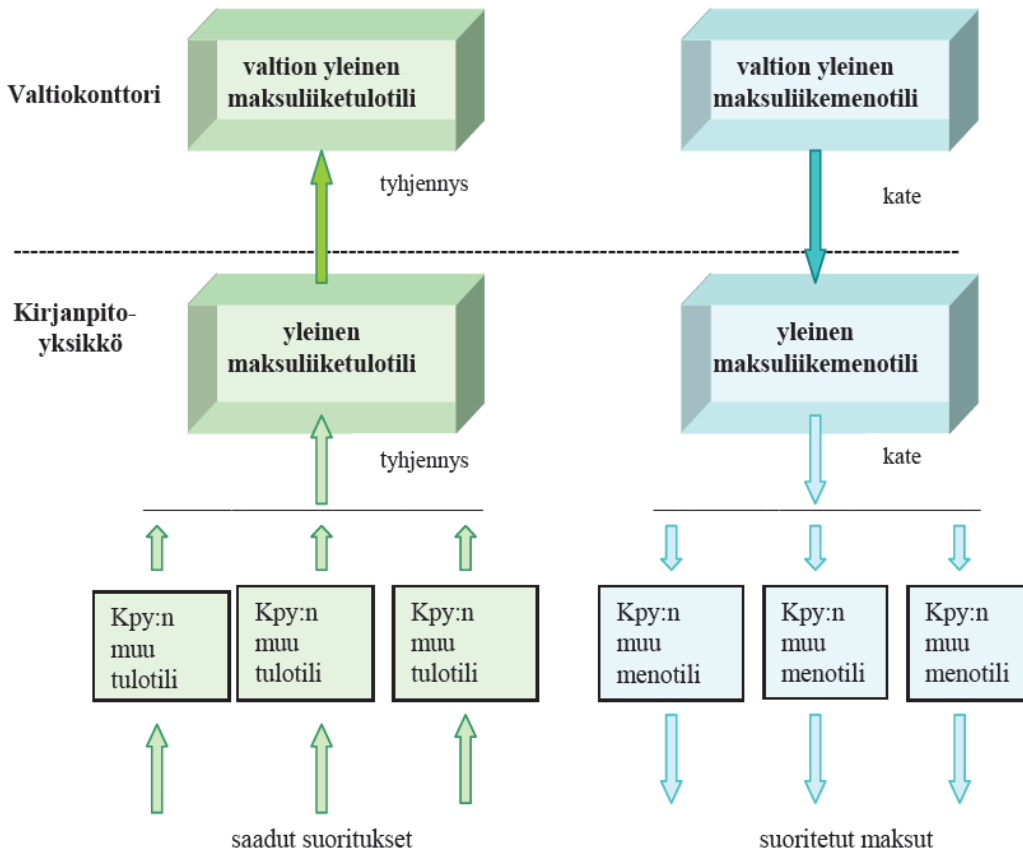 Valtiokonttori
valtion yleinen
maksuliiketulotili
valtion yleinen
maksuliikemenotili
tyhjennys
kate
Kirjanpito-
yksikkö
yleinen
maksuliiketulotili
yleinen
maksuliikemenotili
tyhjennys
kate
Kpy:n
muu
tulotili
Kpy:n
muu
tulotili
Kpy:n
muu
tulotili
Kpy:n
muu
menotili
Kpy:n
muu
menotili
Kpy:n
muu
menotili
saadut suoritukset
suoritetut maksut